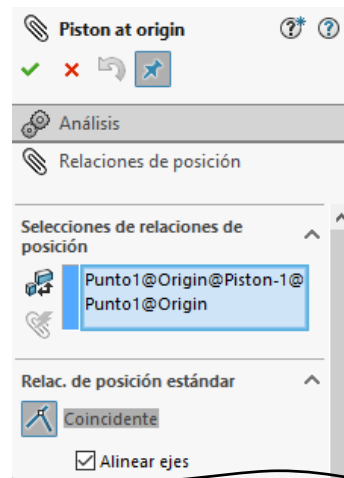 Piston at origin
Análisis
Relaciones de posición
Selecciones de relaciones de
posición
Punto1@Origin@Piston-1@
Punto1@Origin
Relac. de posición estándar
Coincidente
Alinear ejes